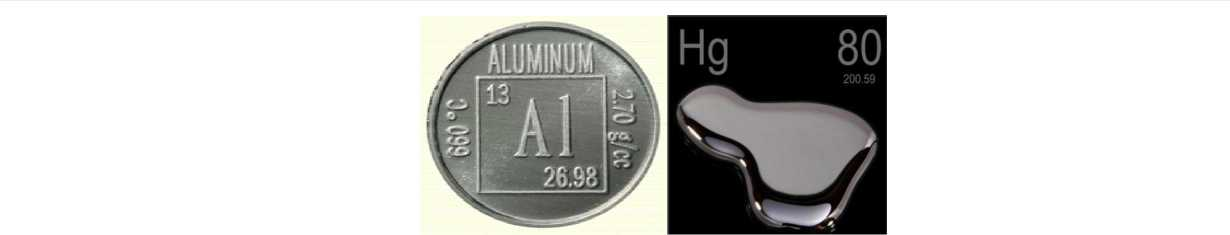 ALUMINUM
13
Al
26.98
660 °C
2.70 g/cc
Hg
80
200.59